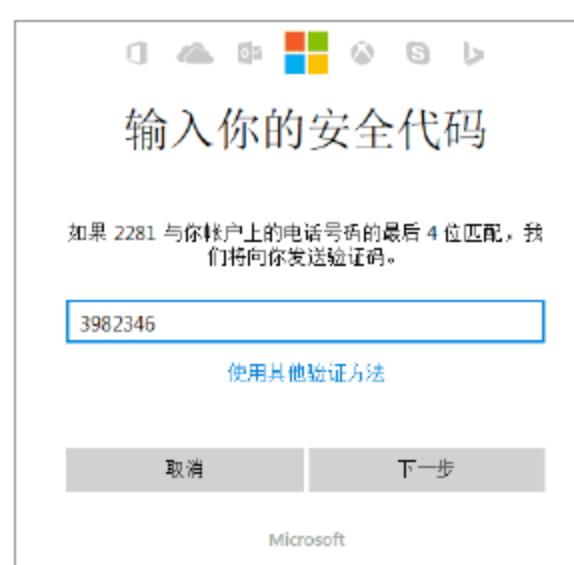 输入你的安全代码
如果 2281 与你帐户上的电话号码的最后 4 位匹配，我
们将向你发送验证码。
3982346
使用其他验证方法
取消
下一步
Microsoft